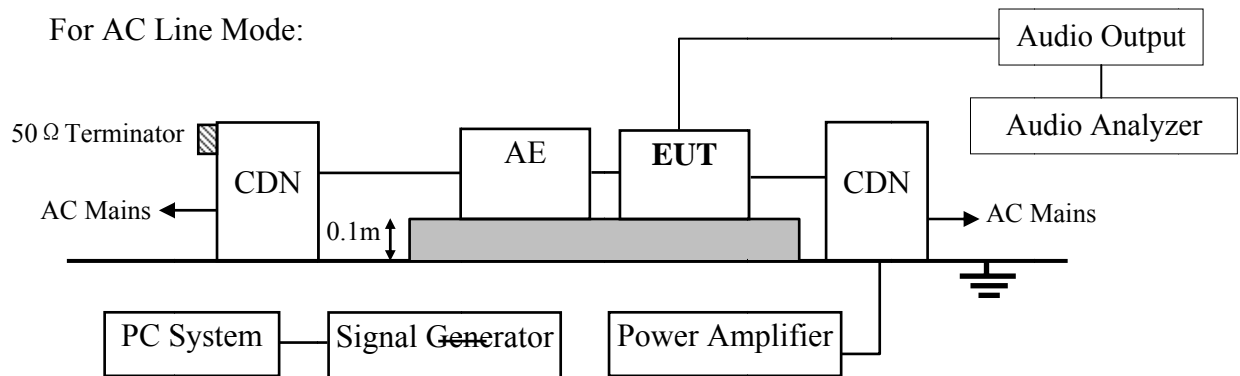 For AC Line Mode:
Audio Output
Audio Analyzer
50 Ω Terminator
CDN
AE
EUT
CDN
AC Mains
AC Mains
0.1m
PC System
Signal Generator
Power Amplifier